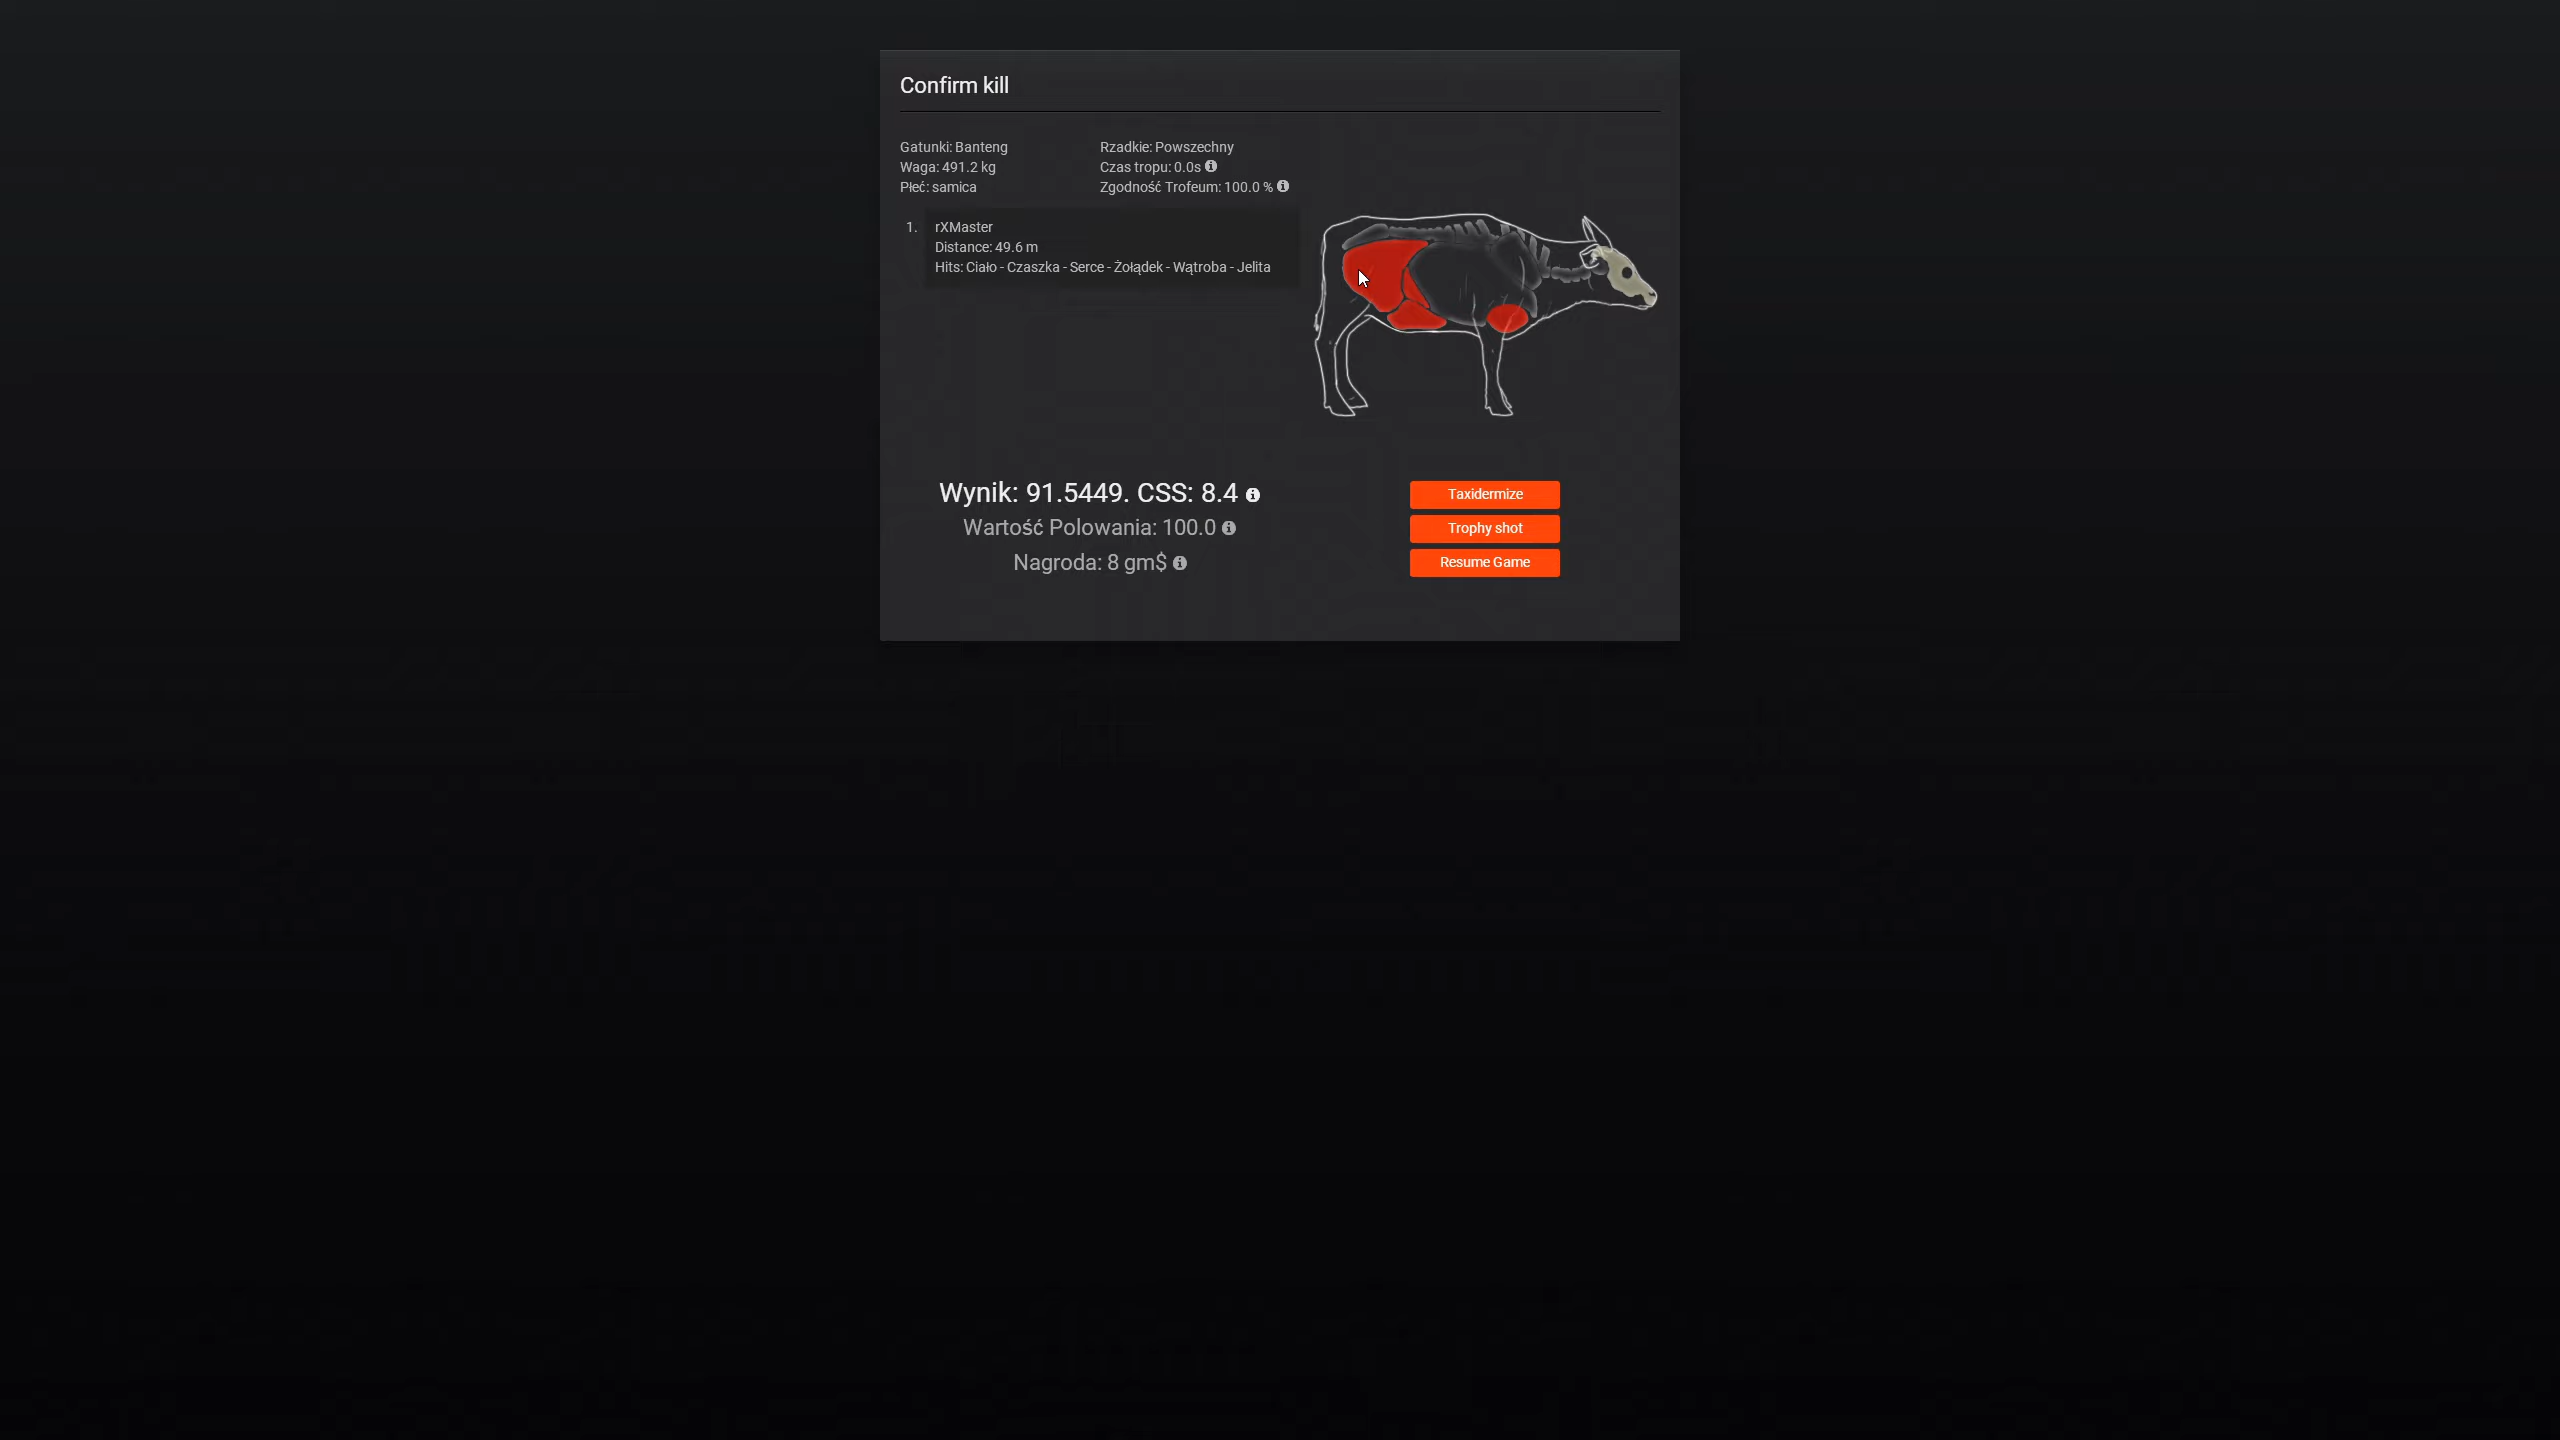 Confirm kill
Gatunki: Banteng
Waga: 491.2 kg
Płeć: samica
Rzadkie: Powszechny
Czas tropu: 0.0s
Zgodność Trofeum: 100.0 %
1.
rXMaster
Distance: 49.6 m
Hits: Ciało - Czaszka - Serce - Żołądek - Wątroba - Jelita
Wynik: 91.5449. CSS: 8.4
Wartość Polowania: 100.0
Nagroda: 8 gm$
Taxidermize
Trophy shot
Resume Game